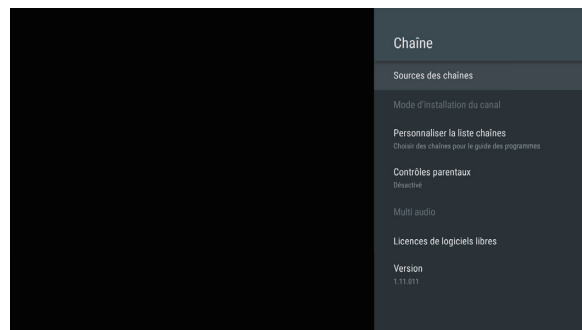 Chaîne
Sources des chaînes
Mode d'installation du canal
Personnaliser la liste chaînes
Choisir des chaînes pour le guide des programmes
Contrôles parentaux
Désactivé
Multi audio
Licences de logiciels libres
Version
1.11.011